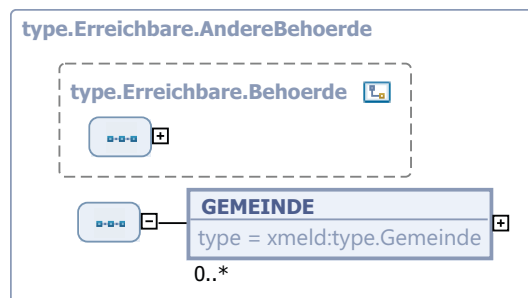 type.Erreichbare.AndereBehoerde
type.Erreichbare.Behoerde
GEMEINDE
type = xmeld:type.Gemeinde
0..*